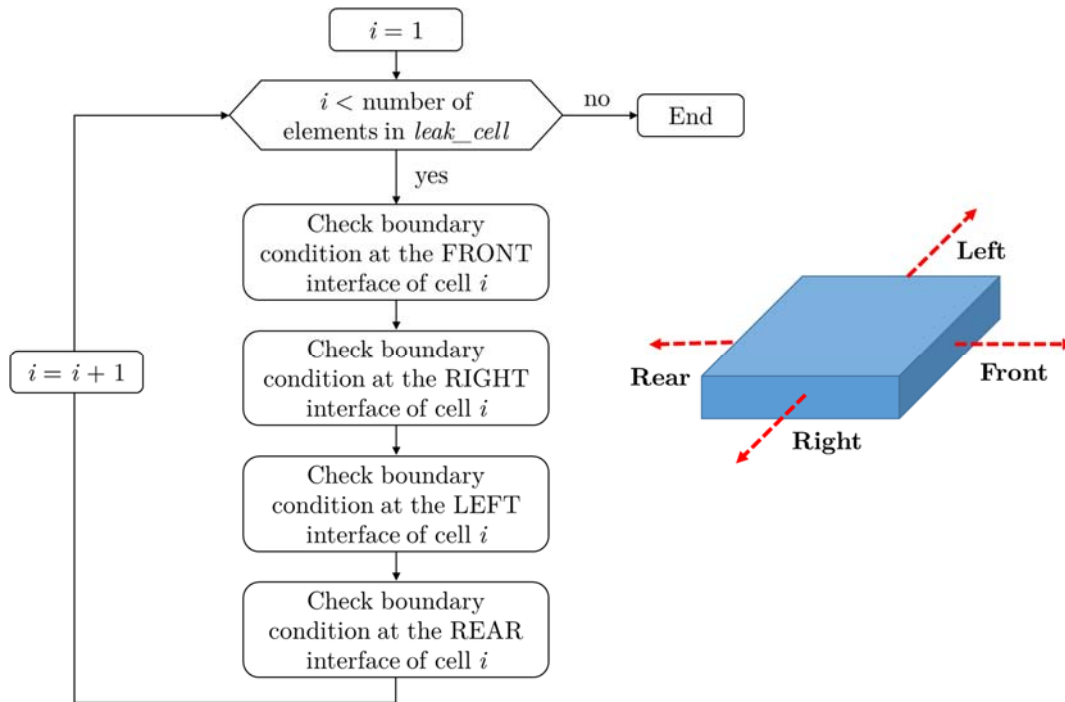 i = 1
i < number of
elements in leak_cell
no
End
yes
Check boundary
condition at the FRONT
interface of cell i
Check boundary
condition at the RIGHT
interface of cell i
i = i + 1
Check boundary
condition at the LEFT
interface of cell i
Check boundary
condition at the REAR
interface of cell i
Left
Rear
Front
Right